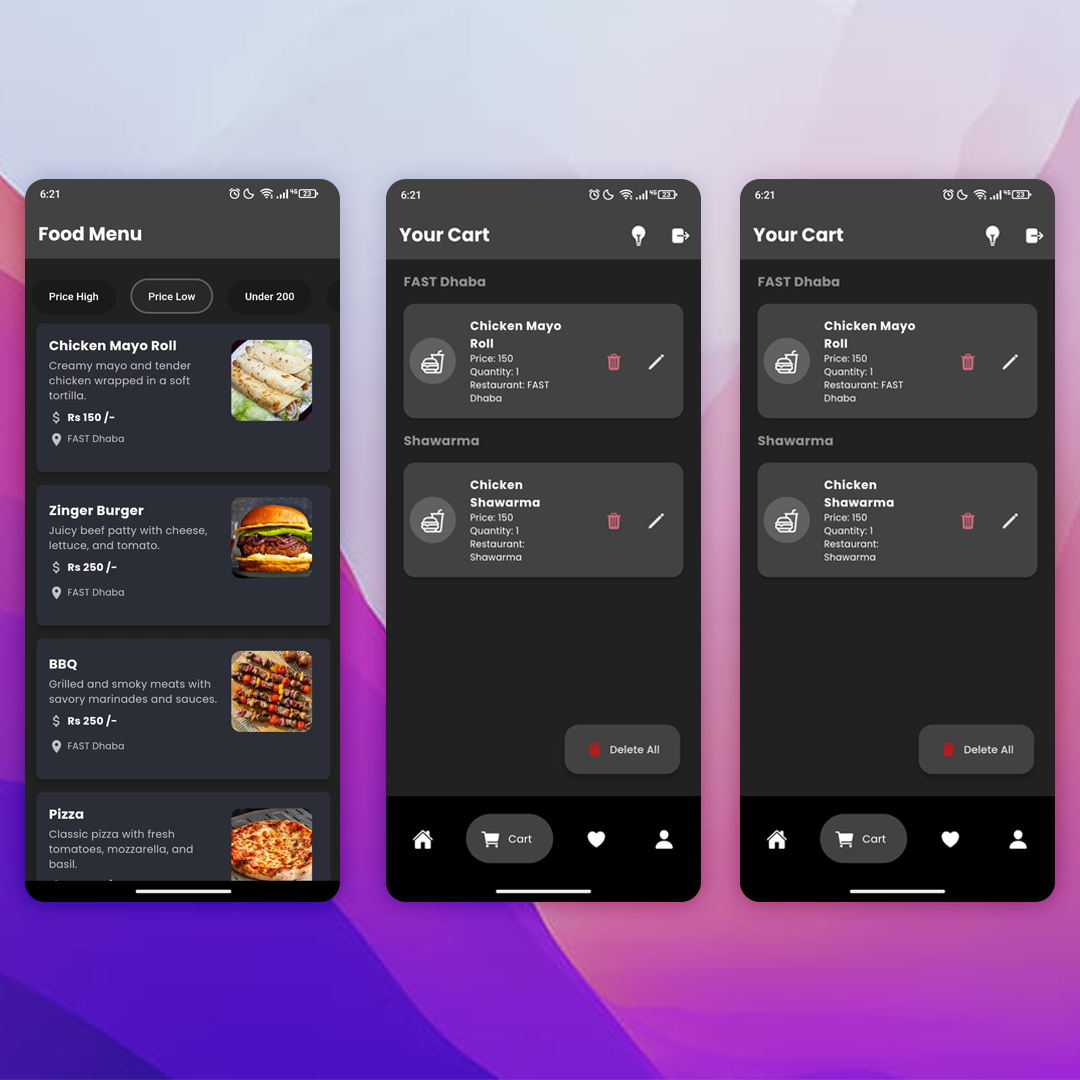 6:21
4G
23
Food Menu
Price High
Price Low
Under 200
Chicken Mayo Roll
Creamy mayo and tender
chicken wrapped in a soft
tortilla.
$ Rs 150 /-
FAST Dhaba
Zinger Burger
Juicy beef patty with cheese,
lettuce, and tomato.
$ Rs 250 /-
FAST Dhaba
BBQ
Grilled and smoky meats with
savory marinades and sauces.
$ Rs 250 /-
FAST Dhaba
Pizza
Classic pizza with fresh
tomatoes, mozzarella, and
basil.
6:21
4G
23
Your Cart
FAST Dhaba
Chicken Mayo
Roll
Price: 150
Quantity: 1
Restaurant: FAST
Dhaba
Shawarma
Chicken
Shawarma
Price: 150
Quantity: 1
Restaurant:
Shawarma
Delete All
Cart
6:21
4G
23
Your Cart
FAST Dhaba
Chicken Mayo
Roll
Price: 150
Quantity: 1
Restaurant: FAST
Dhaba
Shawarma
Chicken
Shawarma
Price: 150
Quantity: 1
Restaurant:
Shawarma
Delete All
Cart